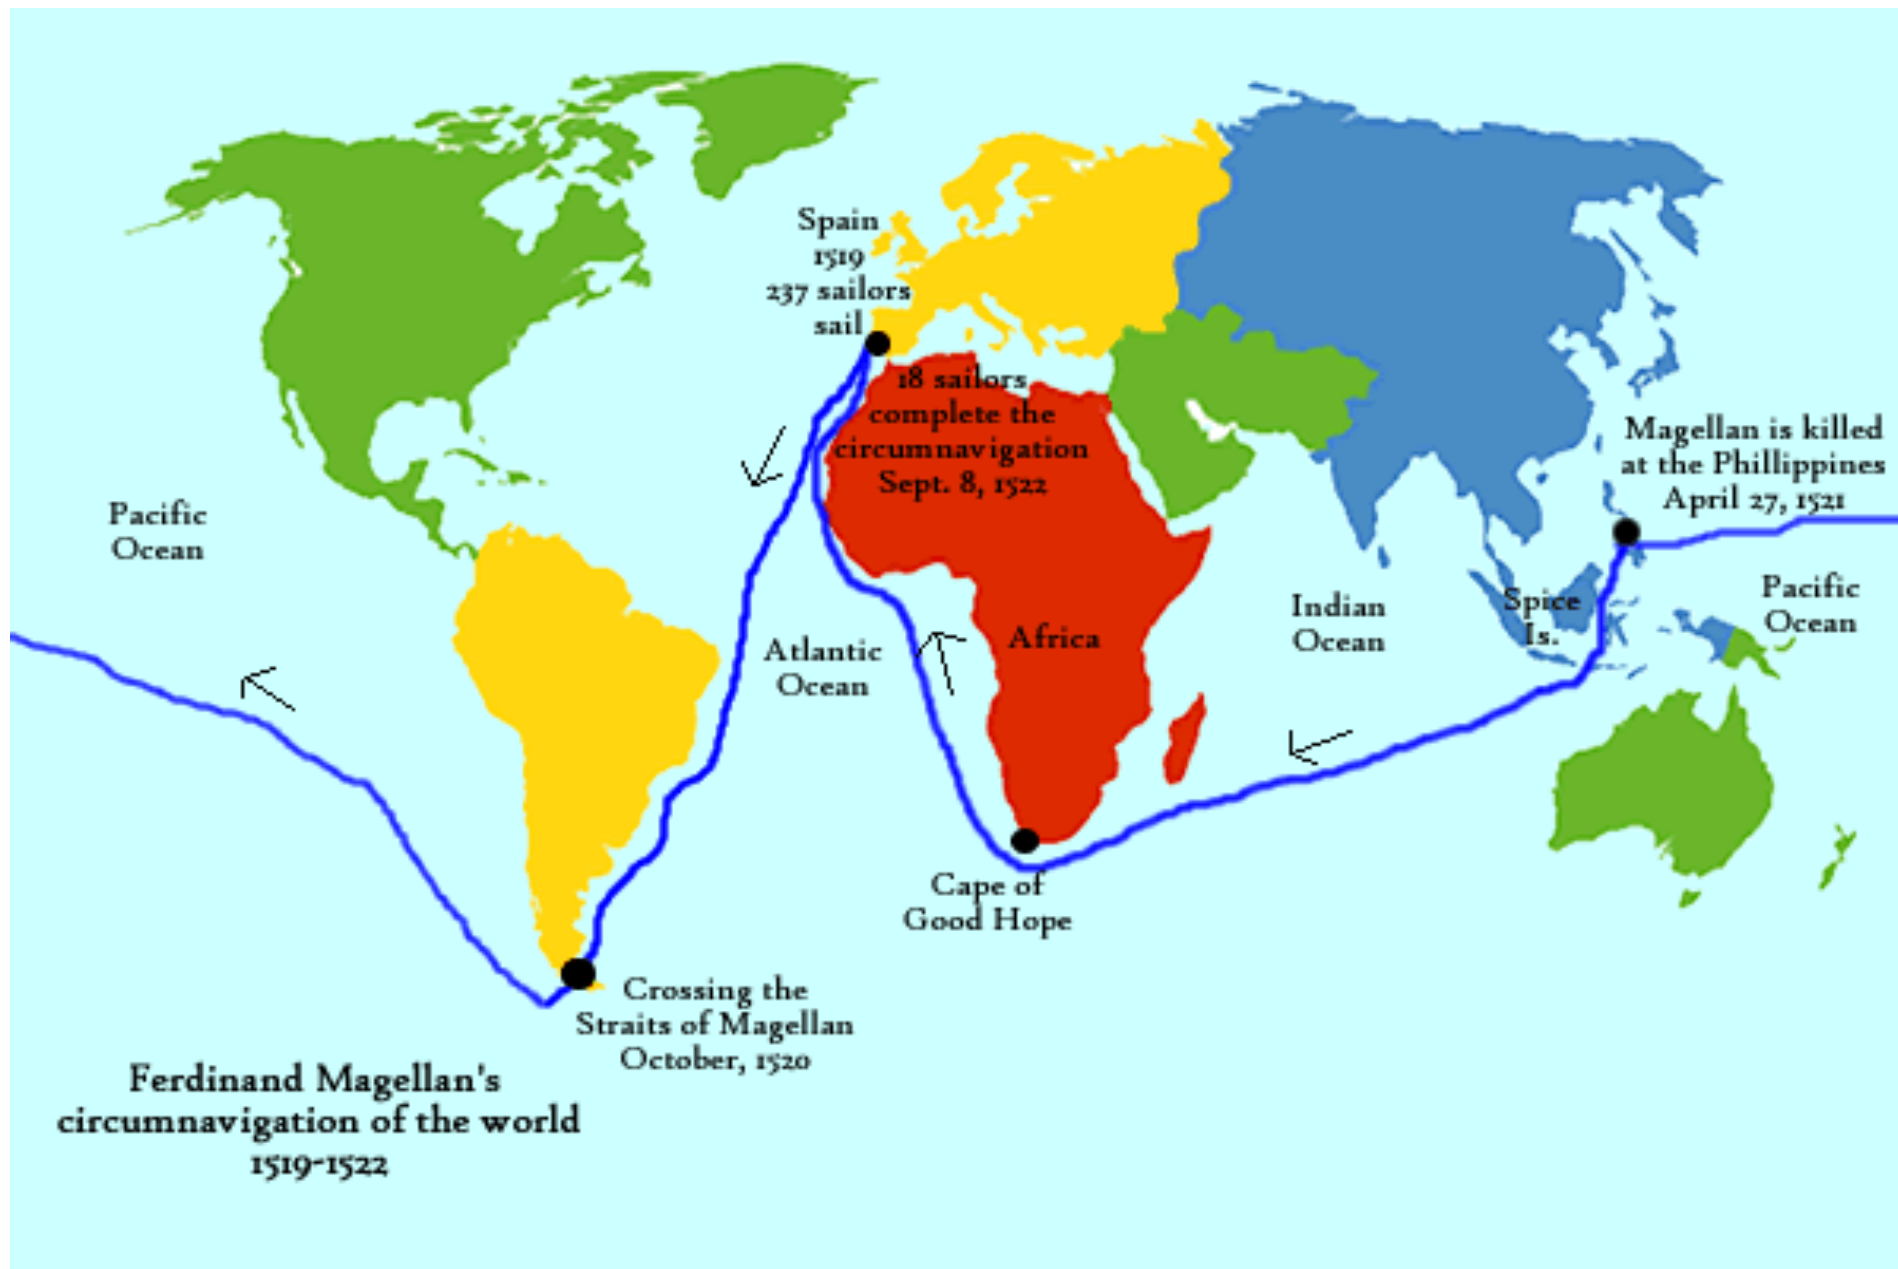 Spain
1519
237 sailors
sail
18 sailors
complete the
circumnavigation
Sept. 8, 1522
Magellan is killed
at the Phillippines
April 27, 1521
Pacific
Ocean
Atlantic
Ocean
Africa
Indian
Ocean
Spice
Is.
Pacific
Ocean
Cape of
Good Hope
Crossing the
Straits of Magellan
October, 1520
Ferdinand Magellan's
circumnavigation of the world
1519-1522